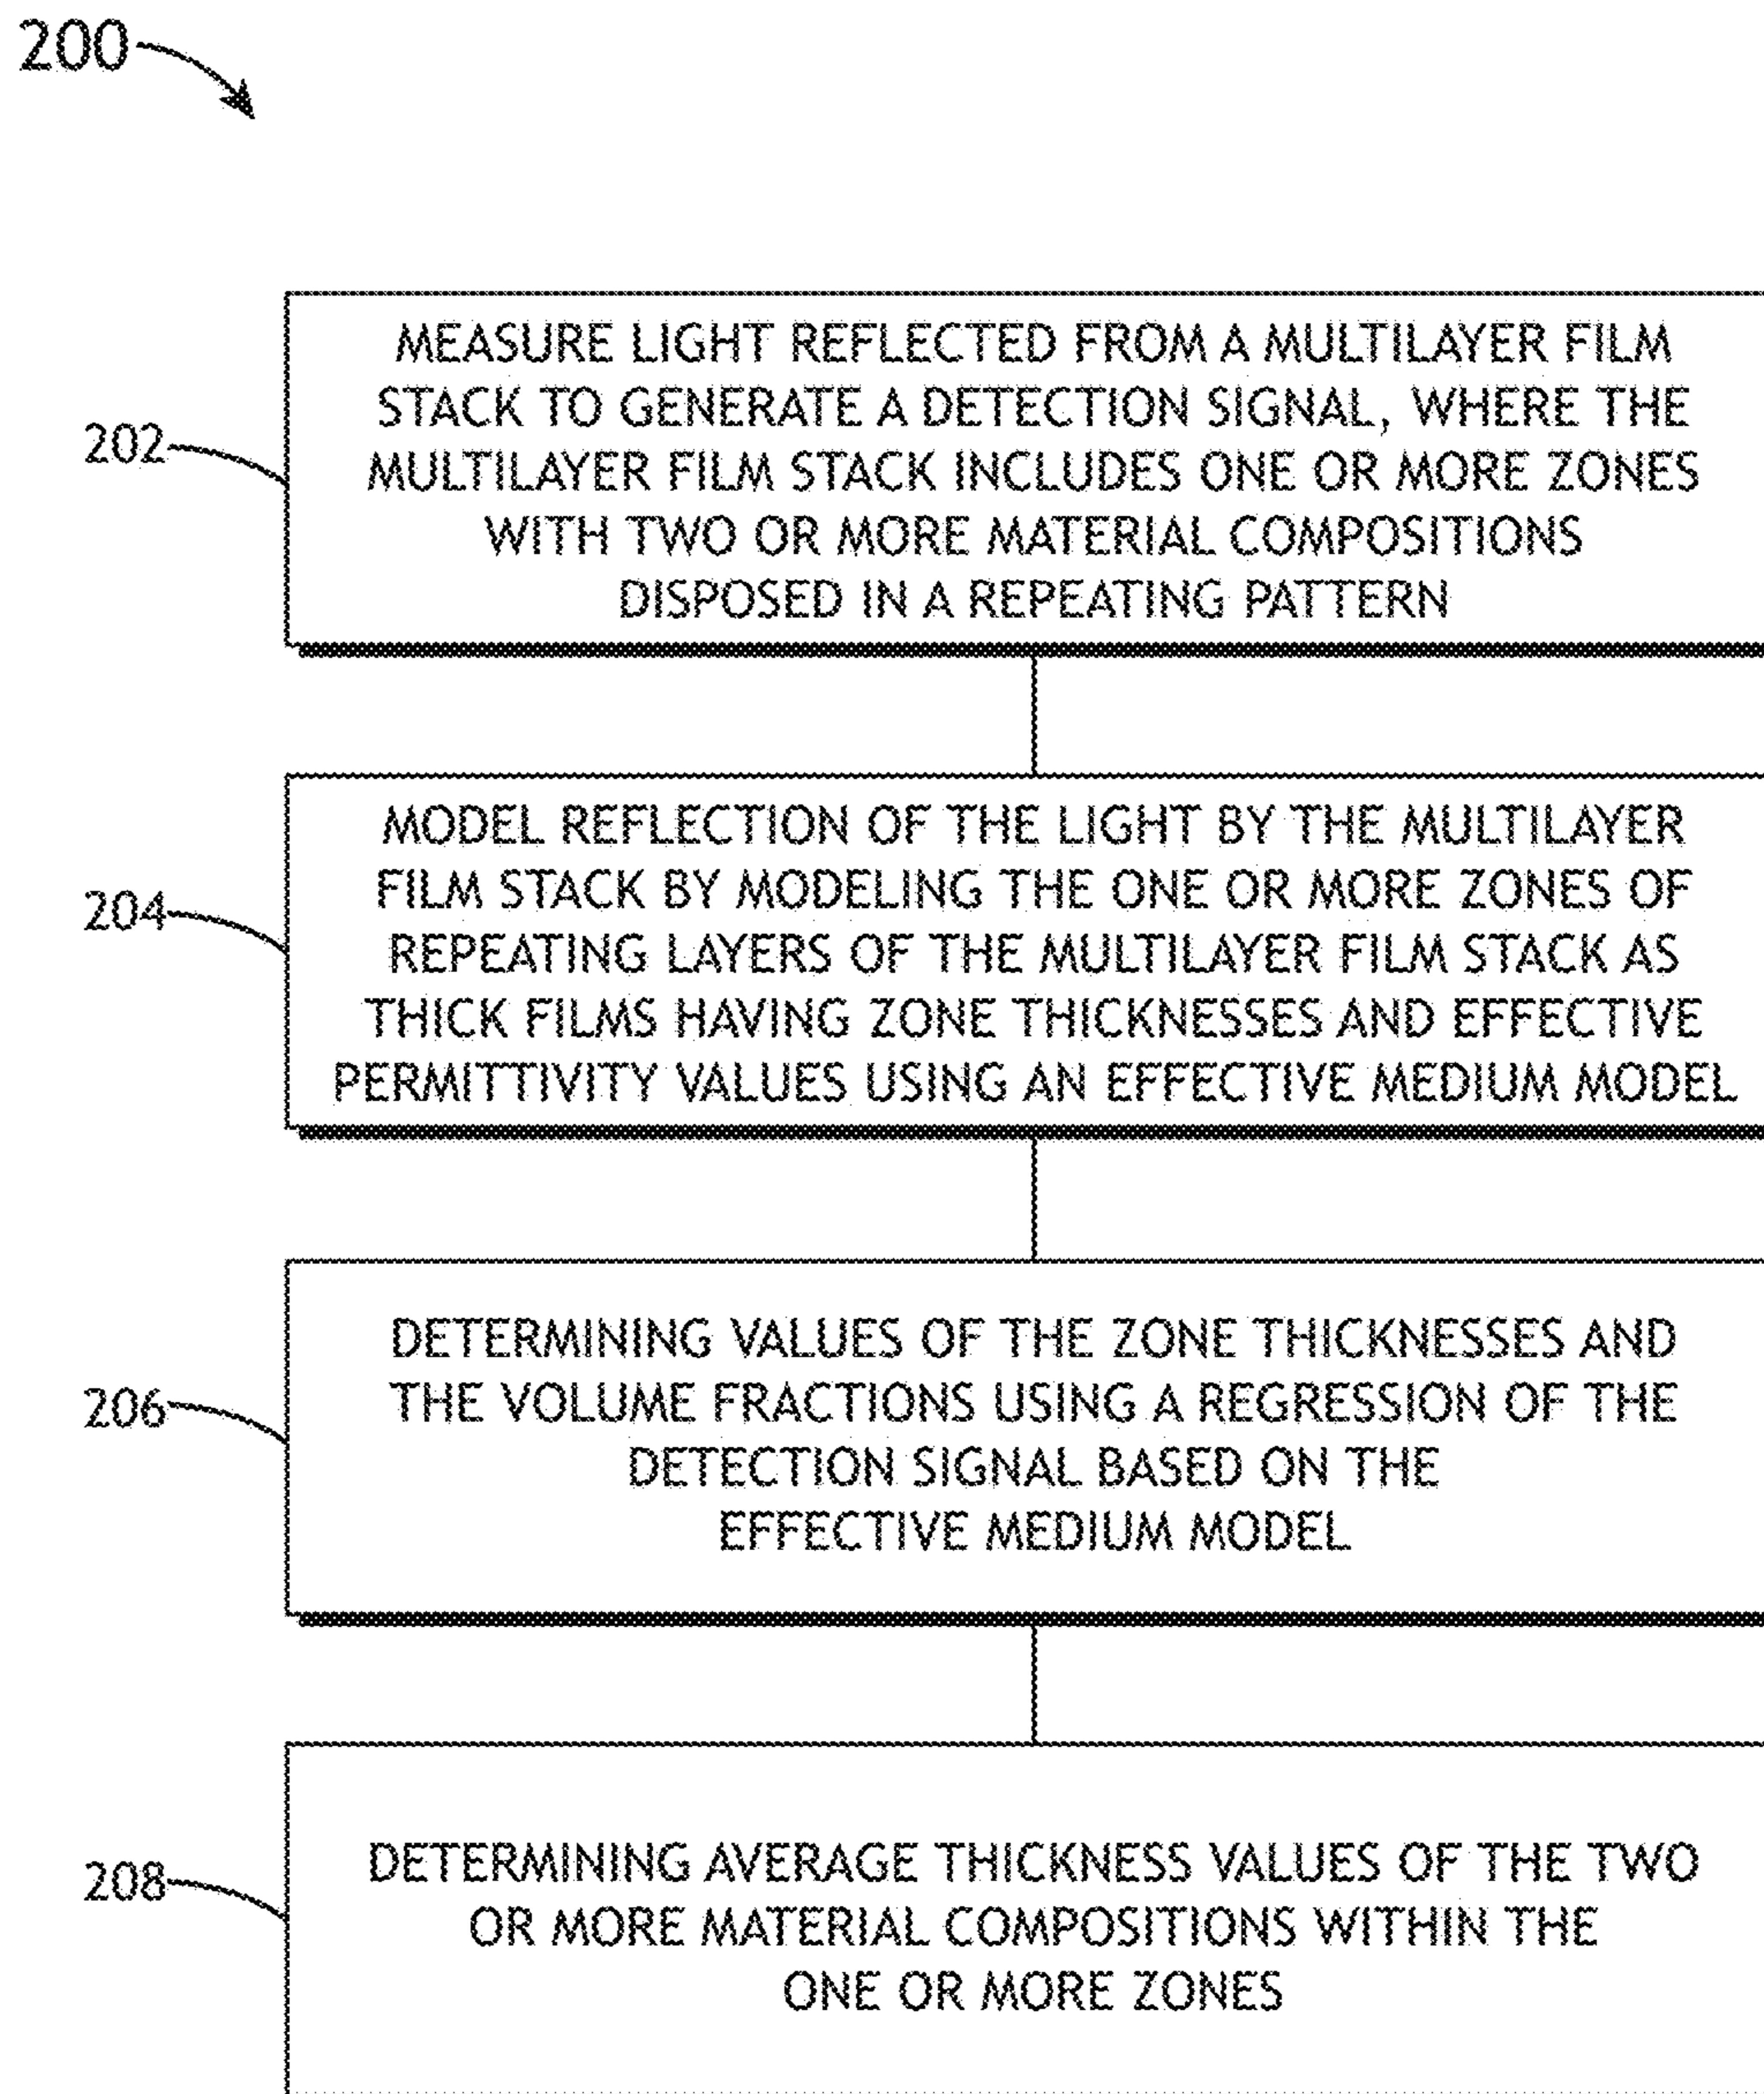 200
202
MEASURE LIGHT REFLECTED FROM A MULTILAYER FILM
STACK TO GENERATE A DETECTION SIGNAL, WHERE THE
MULTILAYER FILM STACK INCLUDES ONE OR MORE ZONES
WITH TWO OR MORE MATERIAL COMPOSITIONS
DISPOSED IN A REPEATING PATTERN
204
MODEL REFLECTION OF THE LIGHT BY THE MULTILAYER
FILM STACK BY MODELING THE ONE OR MORE ZONES OF
REPEATING LAYERS OF THE MULTILAYER FILM STACK AS
THICK FILMS HAVING ZONE THICKNESSES AND EFFECTIVE
PERMITTIVITY VALUES USING AN EFFECTIVE MEDIUM MODEL
206
DETERMINING VALUES OF THE ZONE THICKNESSES AND
THE VOLUME FRACTIONS USING A REGRESSION OF THE
DETECTION SIGNAL BASED ON THE
EFFECTIVE MEDIUM MODEL
208
DETERMINING AVERAGE THICKNESS VALUES OF THE TWO
OR MORE MATERIAL COMPOSITIONS WITHIN THE
ONE OR MORE ZONES